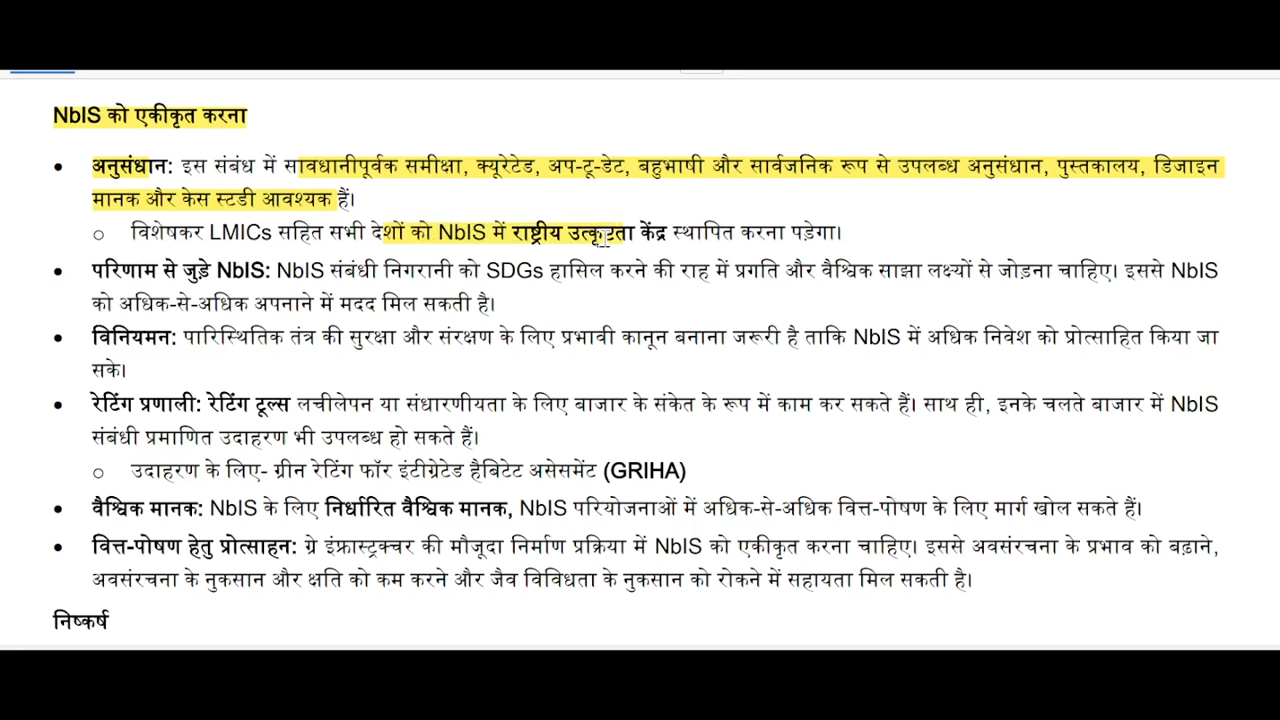 NbIS को एकीकृत करना
• अनुसंधान: इस संबंध में सावधानीपूर्वक समीक्षा, क्यूरेटेड, अप-टू-डेट, बहुभाषी और सार्वजनिक रूप से उपलब्ध अनुसंधान, पुस्तकालय, डिजाइन
मानक और केस स्टडी आवश्यक हैं।
○ विशेषकर LMICs सहित सभी देशों को NbIS में राष्ट्रीय उत्कृष्टता केंद्र स्थापित करना पड़ेगा।
• परिणाम से जुड़े NbIS: NbIS संबंधी निगरानी को SDGs हासिल करने की राह में प्रगति और वैश्विक साझा लक्ष्यों से जोड़ना चाहिए। इससे NbIS
को अधिक-से-अधिक अपनाने में मदद मिल सकती है।
• विनियमन: पारिस्थितिक तंत्र की सुरक्षा और संरक्षण के लिए प्रभावी कानून बनाना जरूरी है ताकि NbIS में अधिक निवेश को प्रोत्साहित किया जा
सके।
• रेटिंग प्रणाली: रेटिंग टूल्स लचीलेपन या संधारणीयता के लिए बाजार के संकेत के रूप में काम कर सकते हैं। साथ ही, इनके चलते बाजार में NbIS
संबंधी प्रमाणित उदाहरण भी उपलब्ध हो सकते हैं।
○ उदाहरण के लिए- ग्रीन रेटिंग फॉर इंटीग्रेटेड हैबिटेट असेसमेंट (GRIHA)
• वैश्विक मानक: NbIS के लिए निर्धारित वैश्विक मानक, NbIS परियोजनाओं में अधिक-से-अधिक वित्त-पोषण के लिए मार्ग खोल सकते हैं।
• वित्त-पोषण हेतु प्रोत्साहन: ग्रे इंफ्रास्ट्रक्चर की मौजूदा निर्माण प्रक्रिया में NbIS को एकीकृत करना चाहिए। इससे अवसंरचना के प्रभाव को बढ़ाने,
अवसंरचना के नुकसान और क्षति को कम करने और जैव विविधता के नुकसान को रोकने में सहायता मिल सकती है।
निष्कर्ष